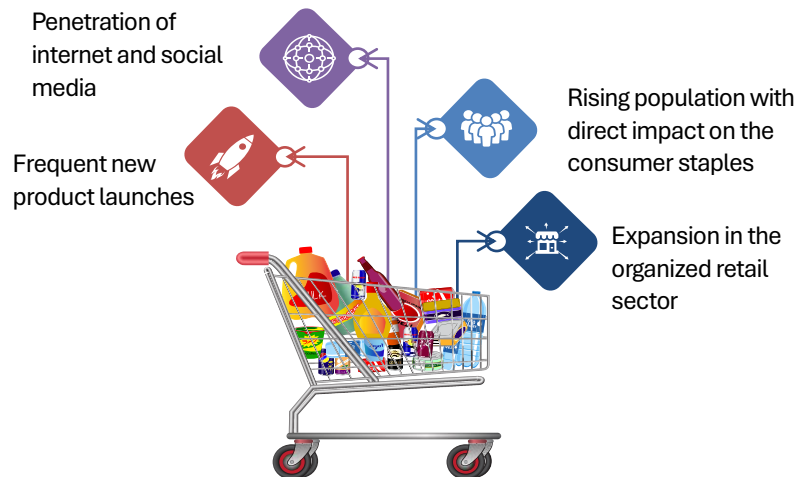 Penetration of
internet and social
media
Rising population with
direct impact on the
consumer staples
Frequent new
product launches
Expansion in the
organized retail
sector